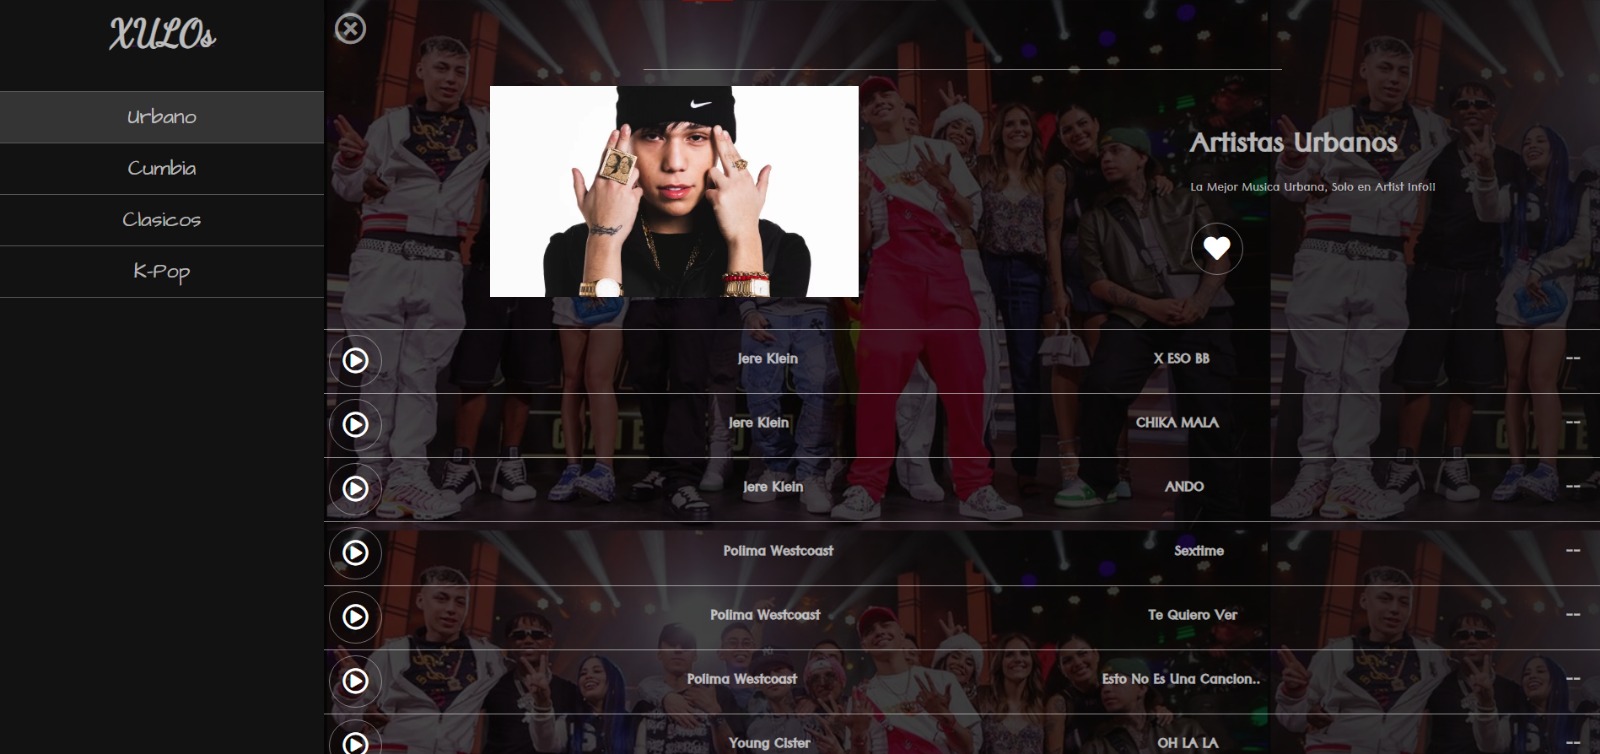 XULOs
Urbano
Cumbia
Clasicos
K-Pop
Artistas Urbanos
La Mejor Musica Urbana, Solo en Artist Info!!
Jere Klein X ESO BB --
Jere Klein CHIKA MALA --
Jere Klein ANDO --
Polima Westcoast Sextime --
Polima Westcoast Te Quiero Ver --
Polima Westcoast Esto No Es Una Cancion.. --
Young Cister OH LA LA --